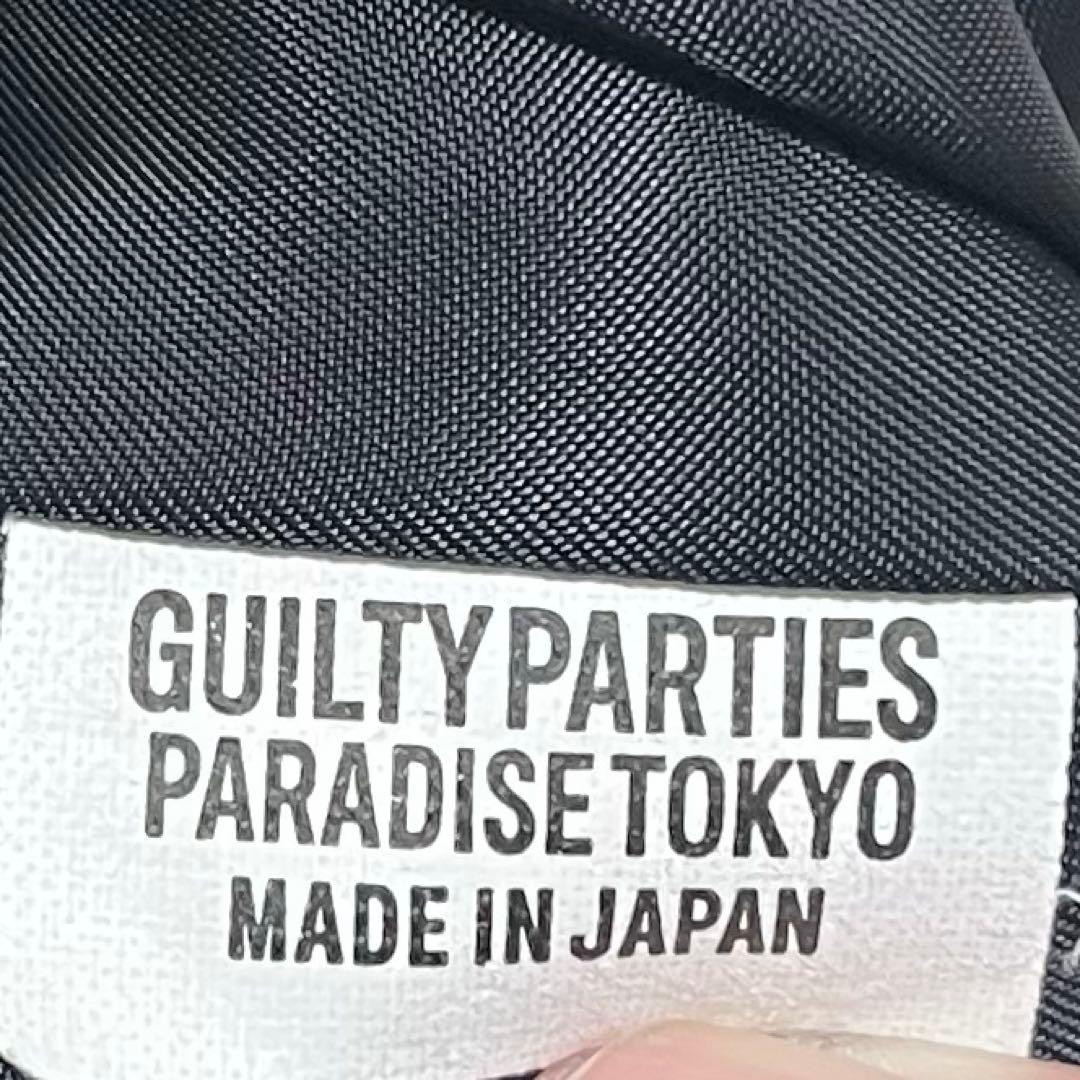 GUILTY PARTIES
PARADISE TOKYO
MADE IN JAPAN